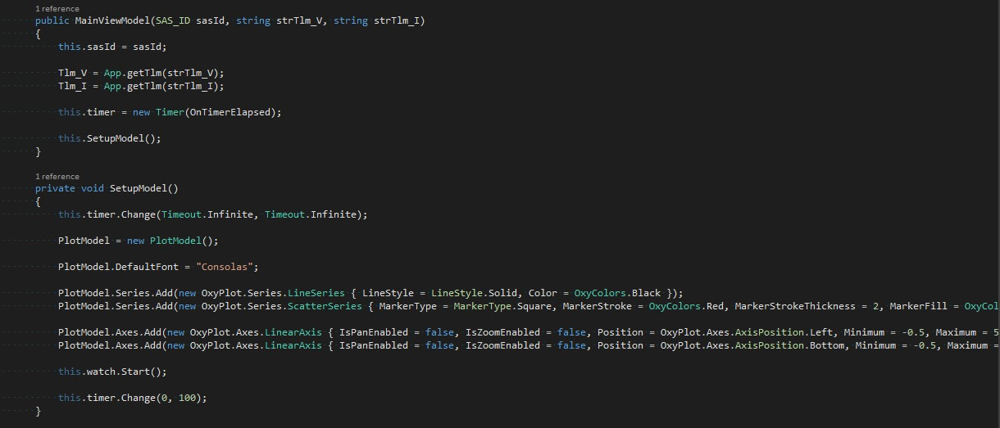 1 reference
public MainViewModel(SAS_ID sasId, string strTlm_V, string strTlm_I)
{
this.sasId = sasId;
Tlm_V = App.getTlm(strTlm_V);
Tlm_I = App.getTlm(strTlm_I);
this.timer = new Timer(OnTimerElapsed);
this.SetupModel();
}
1 reference
private void SetupModel()
{
this.timer.Change(Timeout.Infinite, Timeout.Infinite);
PlotModel = new PlotModel();
PlotModel.DefaultFont = "Consolas";
PlotModel.Series.Add(new OxyPlot.Series.LineSeries { LineStyle = LineStyle.Solid, Color = OxyColors.Black });
PlotModel.Series.Add(new OxyPlot.Series.ScatterSeries { MarkerType = MarkerType.Square, MarkerStroke = OxyColors.Red, MarkerStrokeThickness = 2, MarkerFill = OxyCol
PlotModel.Axes.Add(new OxyPlot.Axes.LinearAxis { IsPanEnabled = false, IsZoomEnabled = false, Position = OxyPlot.Axes.AxisPosition.Left, Minimum = -0.5, Maximum = 5
PlotModel.Axes.Add(new OxyPlot.Axes.LinearAxis { IsPanEnabled = false, IsZoomEnabled = false, Position = OxyPlot.Axes.AxisPosition.Bottom, Minimum = -0.5, Maximum =
this.watch.Start();
this.timer.Change(0, 100);
}